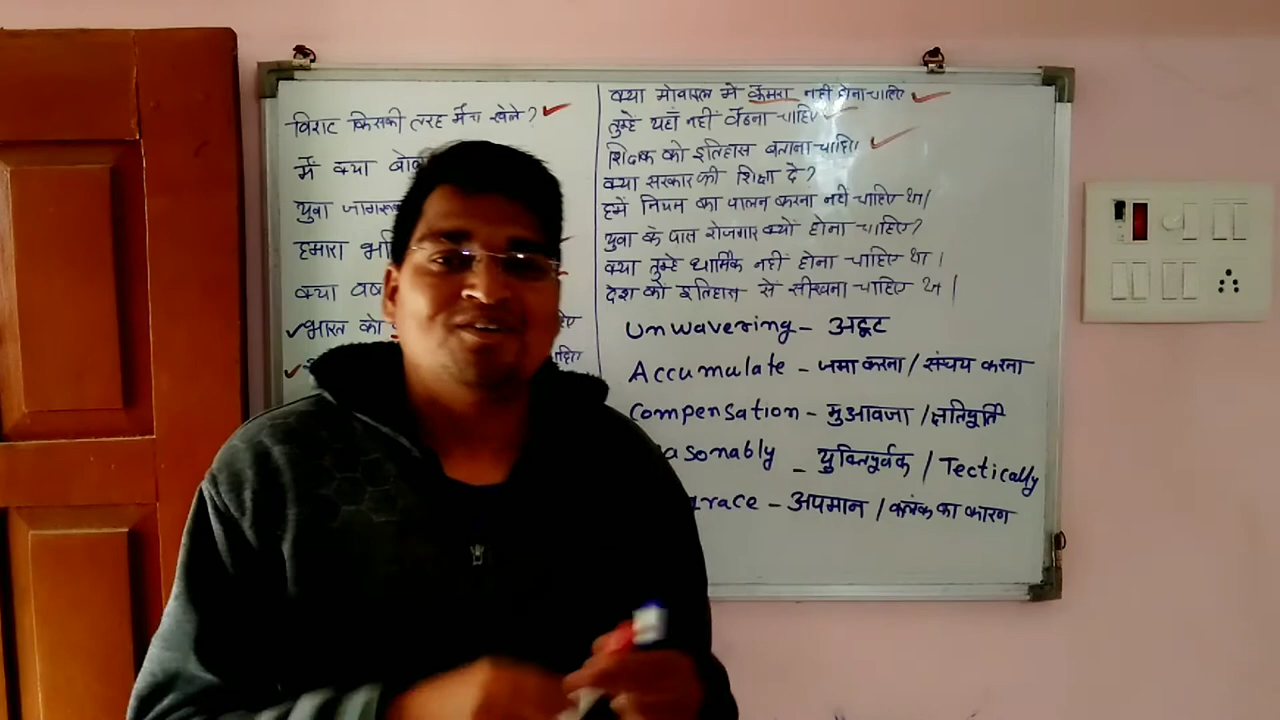 विराट किसकी तरह मैच खेले?
मैं क्या
युवा
हमारा
क्या
भारत को
क्या मोबाइल में कैमरा नहीं होना चाहिए
तुम्हे यहाँ नहीं बैठना चाहिए
शिक्षक को इतिहास बताना चाहिए
क्या सरकार की शिक्षा दे?
हमें नियम का पालन करना नहीं चाहिए था|
युवा के पास रोजगार क्यों होना चाहिए?
क्या तुम्हे धार्मिक नहीं होना चाहिए था |
देश को इतिहास से सीखना चाहिए था |
Unwavering - अटूट
Accumulate - जमा करना / संचय करना
Compensation - मुआवजा / क्षतिपूर्ति
asonably - युक्तिपूर्वक / Tectically
grace - अपमान / कलंक का कारण